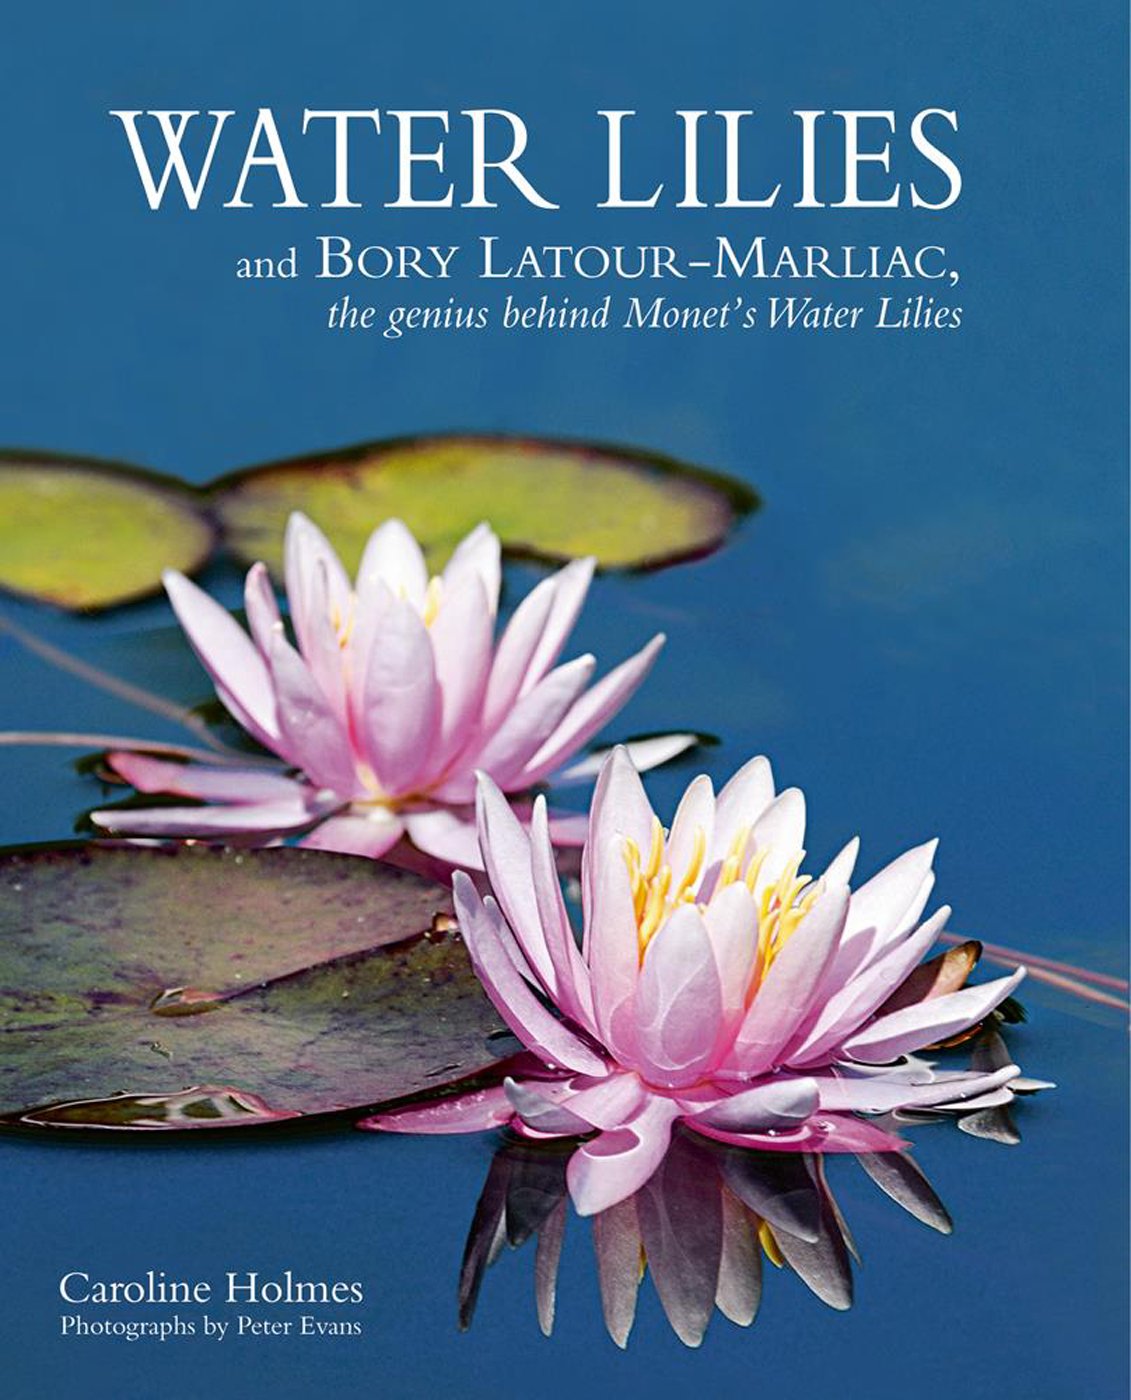 WATER LILIES
and BORY LATOUR-MARLIAC,
the genius behind Monet's Water Lilies
Caroline Holmes
Photographs by Peter Evans